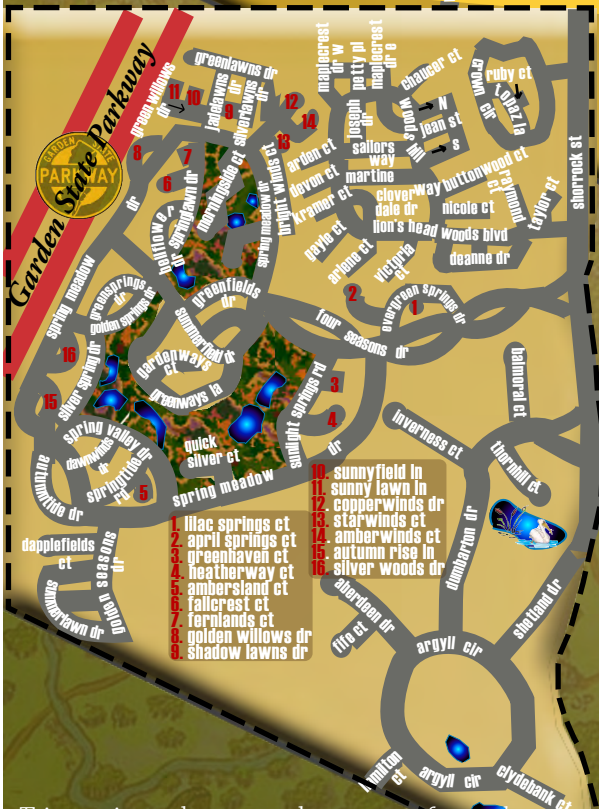 Garden State Parkway
GARDEN STATE
PARKWAY
greenlawns dr
green willows
dr
11
10
jadelawns
dr
9
silverlawns
dr
12
14
13
8
7
6
maplecrest
dr w
petty pl
maplecrest
dr e
chaucer ct
crown
cir
ruby ct
topaz la
joseph
dr
woods
mill
N
jean st
s
sailors
way
martine
way
buttonwood ct
arden ct
devon ct
kramer ct
bright winds ct
spring meadow dr
morningside ct
springlawn dr
dr
clover
dale dr
nicole ct
raymond
ct
taylor ct
shorrock st
lion's head woods blvd
deanne dr
gayle ct
arlene ct
victoria
ct
spring meadow
greensprings
dr
golden springs dr
greenfields
dr
summerfield dr
gardenways
ct
greenways la
four seasons dr
2
evergreen springs dr
1
16
15
silver spring dr
3
4
sunlight springs rd
dr
balmoral ct
inverness ct
thornhill ct
spring valley dr
dawnwinds
dr
springtide
rd
5
autumntide dr
quick
silver ct
spring meadow
dapplefields
ct
golden seasons
dr
summerlawn dr
1. lilac springs ct
2. april springs ct
3. greenhaven ct
4. heatherway ct
5. ambersland ct
6. fallcrest ct
7. fernlands ct
8. golden willows dr
9. shadow lawns dr
10. sunnyfield ln
11. sunny lawn ln
12. copperwinds dr
13. starwinds ct
14. amberwinds ct
15. autumn rise ln
16. silver woods dr
dumbarton dr
aberdeen dr
fife ct
argyll cir
shetland dr
hamilton
ct
argyll cir
clydebank ct